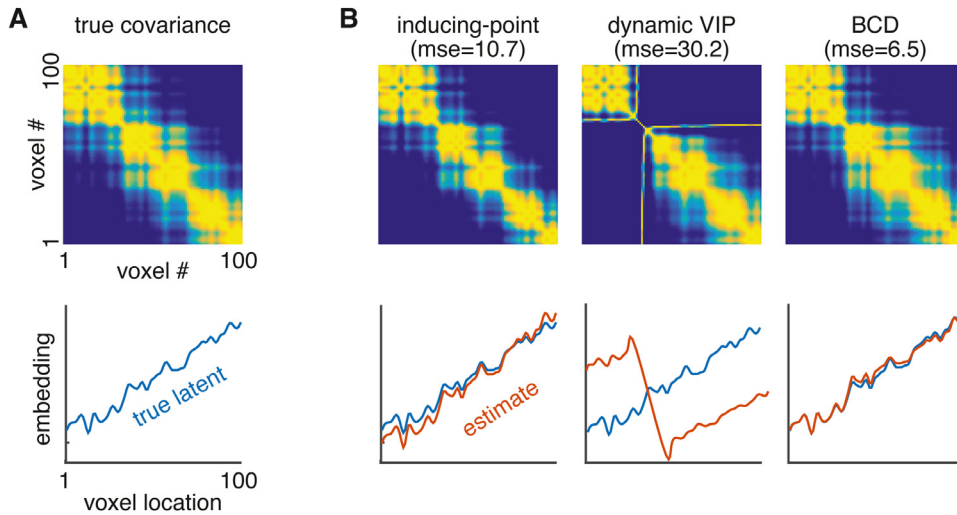 A
true covariance
100
voxel #
1
1
100
voxel #
embedding
true latent
1
100
voxel location
B
inducing-point
(mse=10.7)
dynamic VIP
(mse=30.2)
BCD
(mse=6.5)
estimate